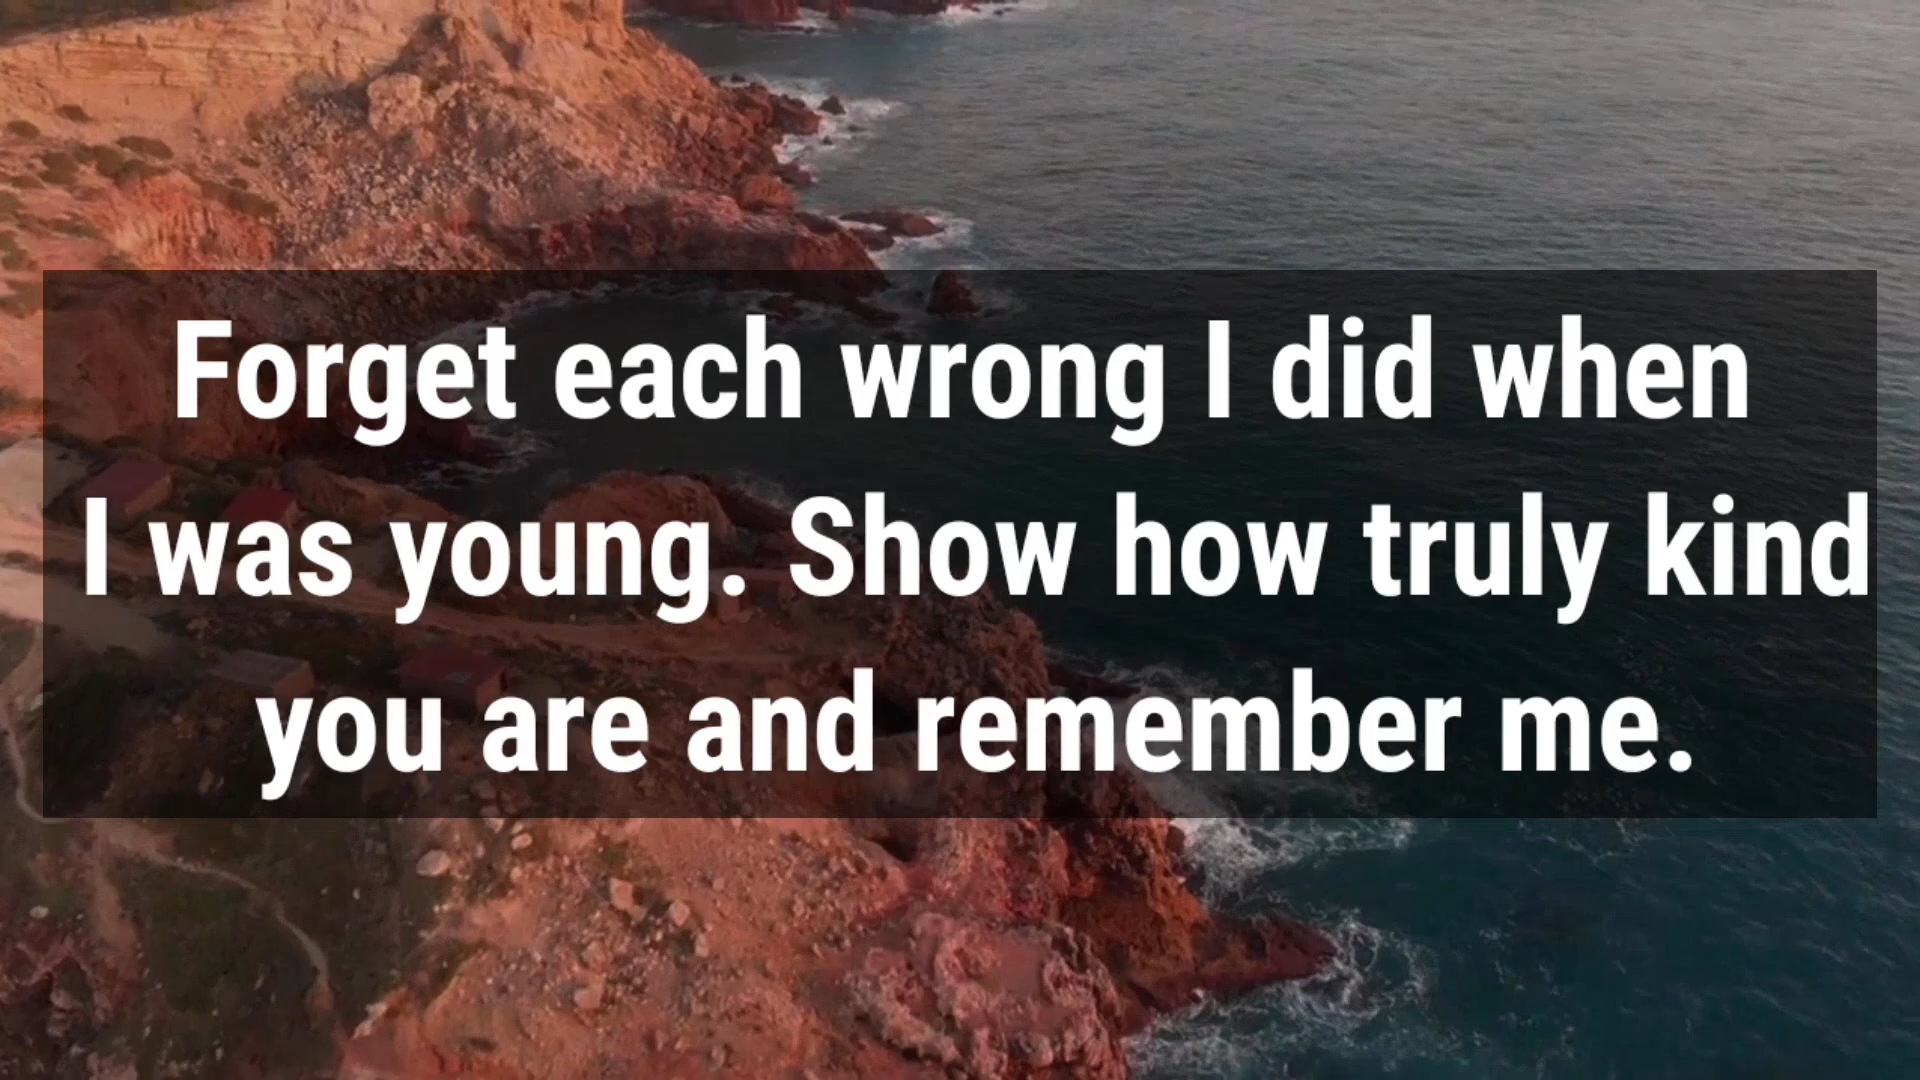 Forget each wrong I did when
I was young. Show how truly kind
you are and remember me.